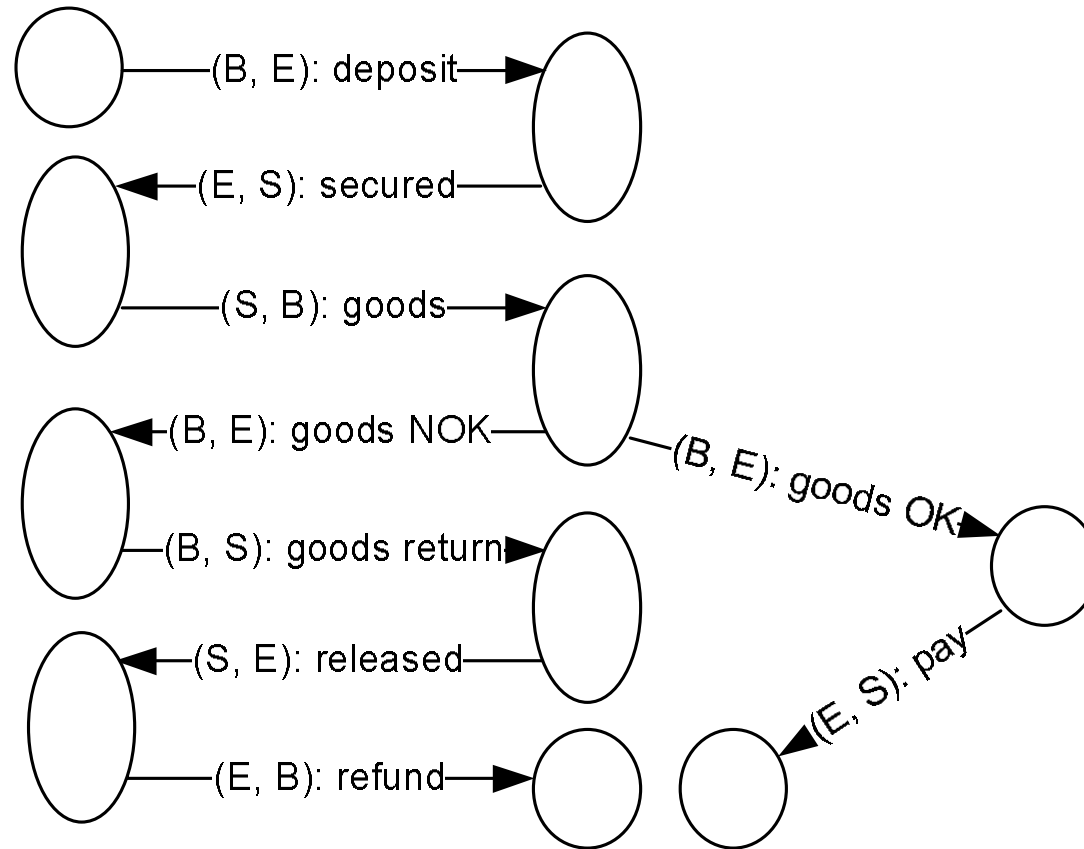 (B, E): deposit
(E, S): secured
(S, B): goods
(B, E): goods NOK
(B, E): goods OK
(B, S): goods return
(S, E): released
(E, S): pay
(E, B): refund